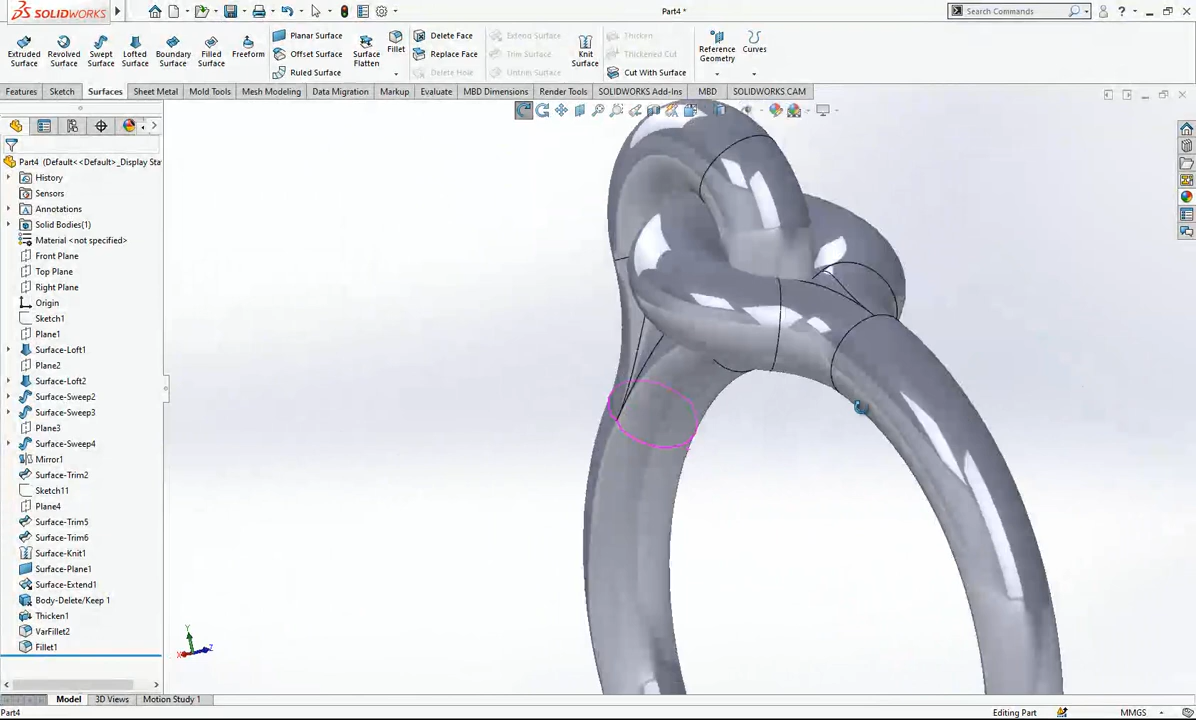 SOLIDWORKS
Part4 *
Search Commands
Extruded Surface
Revolved Surface
Swept Surface
Lofted Surface
Boundary Surface
Filled Surface
Freeform
Planar Surface
Offset Surface
Ruled Surface
Surface Flatten
Fillet
Delete Face
Replace Face
Delete Hole
Extend Surface
Trim Surface
Untrim Surface
Knit Surface
Thicken
Thickened Cut
Cut With Surface
Reference Geometry
Curves
Features
Sketch
Surfaces
Sheet Metal
Mold Tools
Mesh Modeling
Data Migration
Markup
Evaluate
MBD Dimensions
Render Tools
SOLIDWORKS Add-Ins
MBD
SOLIDWORKS CAM
Part4 (Default<<Default>_Display Sta
History
Sensors
Annotations
Solid Bodies(1)
Material <not specified>
Front Plane
Top Plane
Right Plane
Origin
Sketch1
Plane1
Surface-Loft1
Plane2
Surface-Loft2
Surface-Sweep2
Surface-Sweep3
Plane3
Surface-Sweep4
Mirror1
Surface-Trim2
Sketch11
Plane4
Surface-Trim5
Surface-Trim6
Surface-Knit1
Surface-Plane1
Surface-Extend1
Body-Delete/Keep 1
Thicken1
VarFillet2
Fillet1
Y
X
Z
Model
3D Views
Motion Study 1
Part4
Editing Part
MMGS